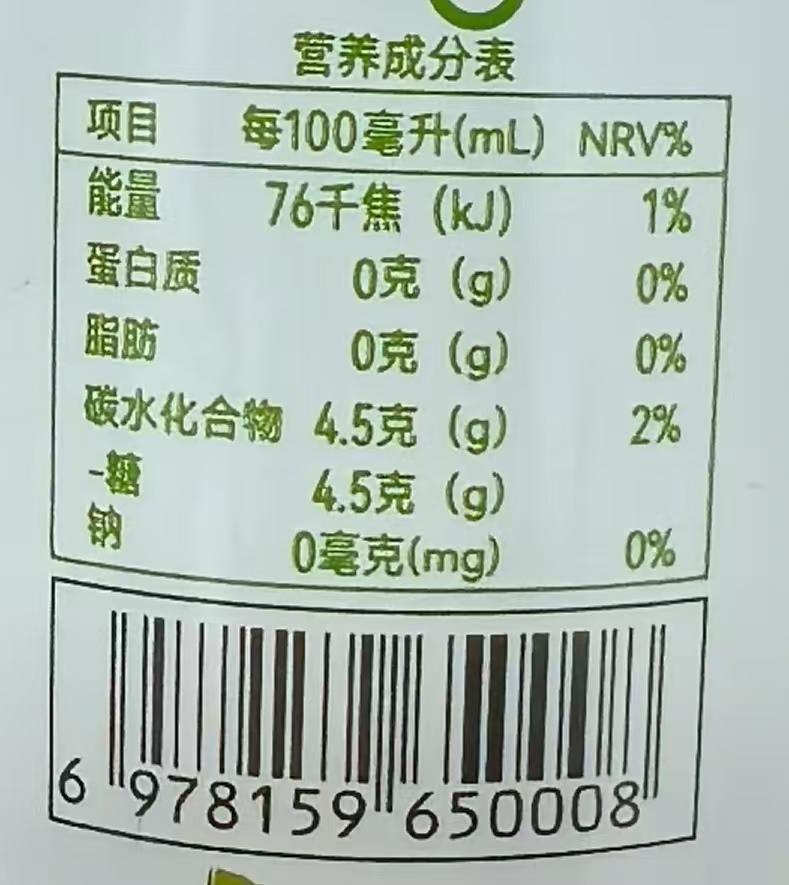 营养成分表
项目 每100毫升(mL) NRV%
能量 76千焦 (kJ) 1%
蛋白质 0克 (g) 0%
脂肪 0克 (g) 0%
碳水化合物 4.5克 (g) 2%
-糖 4.5克 (g)
钠 0毫克(mg) 0%
6 978159 650008